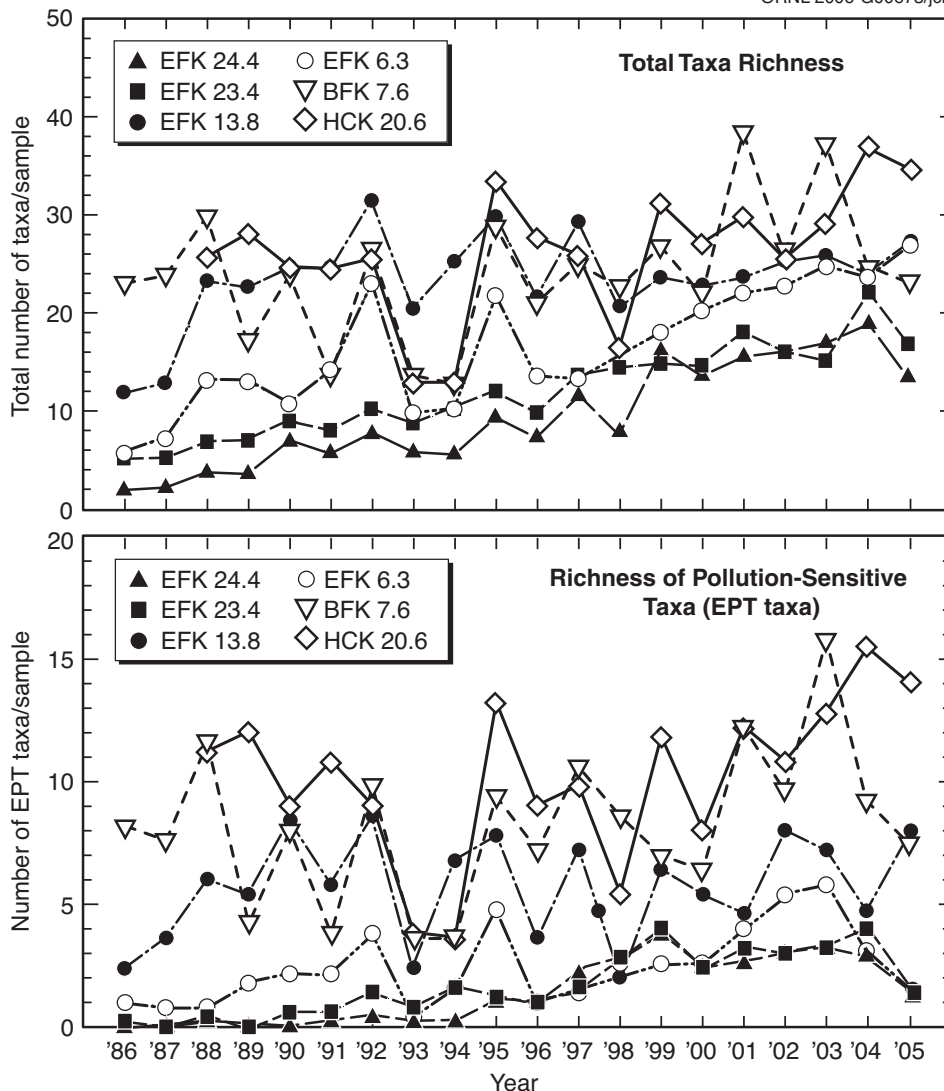 50
40
30
20
10
0
Total number of taxa/sample
EFK 24.4
EFK 23.4
EFK 13.8
EFK 6.3
BFK 7.6
HCK 20.6
Total Taxa Richness
20
15
10
5
0
Number of EPT taxa/sample
EFK 24.4
EFK 23.4
EFK 13.8
EFK 6.3
BFK 7.6
HCK 20.6
Richness of Pollution-Sensitive
Taxa (EPT taxa)
'86 '87 '88 '89 '90 '91 '92 '93 '94 '95 '96 '97 '98 '99 '00 '01 '02 '03 '04 '05
Year